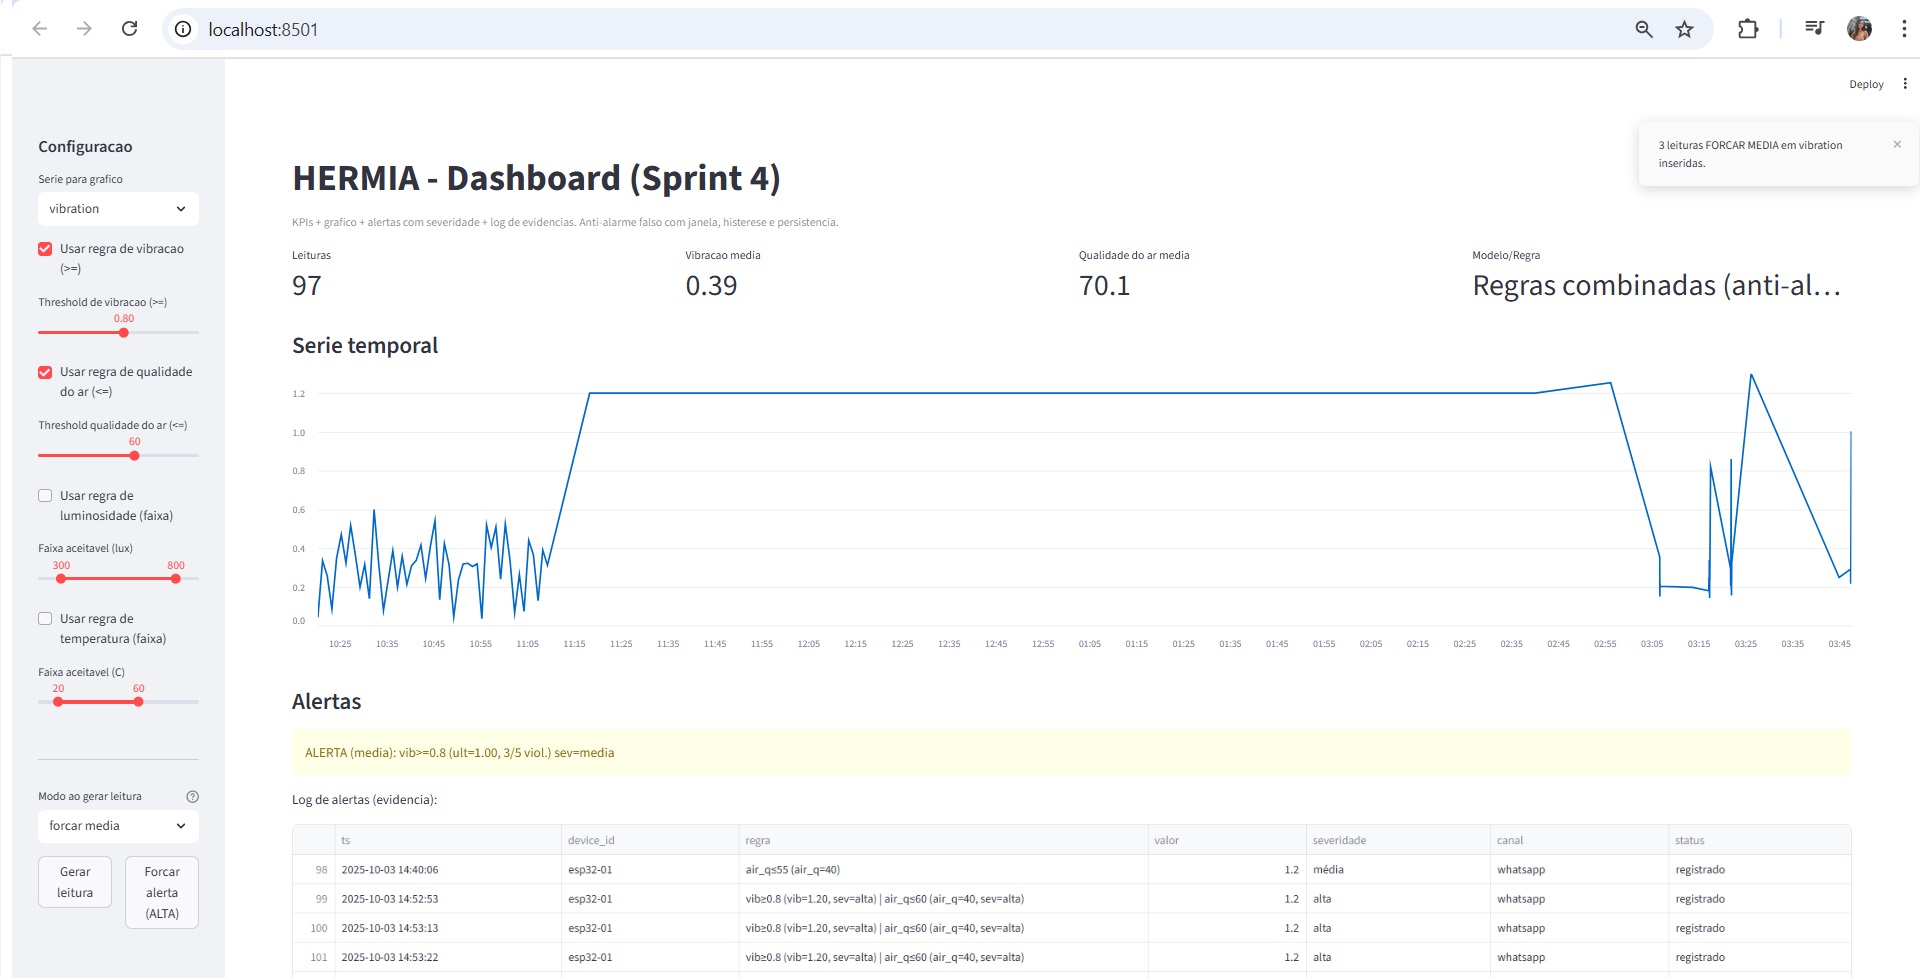 localhost:8501
Deploy
3 leituras FORCAR MEDIA em vibration
inseridas.
Configuracao
Serie para grafico
vibration
Usar regra de vibracao
(>=)
Threshold de vibracao (>=)
0.80
Usar regra de qualidade
do ar (<=)
Threshold qualidade do ar (<=)
60
Usar regra de
luminosidade (faixa)
Faixa aceitavel (lux)
300 800
Usar regra de
temperatura (faixa)
Faixa aceitavel (C)
20 60
Modo ao gerar leitura
forcar media
Gerar
leitura
Forcar
alerta
(ALTA)
HERMIA - Dashboard (Sprint 4)
KPIs + grafico + alertas com severidade + log de evidencias. Anti-alarme falso com janela, histerese e persistencia.
Leituras
97
Vibracao media
0.39
Qualidade do ar media
70.1
Modelo/Regra
Regras combinadas (anti-al…
Serie temporal
1.2
1.0
0.8
0.6
0.4
0.2
0.0
10:25 10:35 10:45 10:55 11:05 11:15 11:25 11:35 11:45 11:55 12:05 12:15 12:25 12:35 12:45 12:55 01:05 01:15 01:25 01:35 01:45 01:55 02:05 02:15 02:25 02:35 02:45 02:55 03:05 03:15 03:25 03:35 03:45
Alertas
ALERTA (media): vib>=0.8 (ult=1.00, 3/5 viol.) sev=media
Log de alertas (evidencia):
ts device_id regra valor severidade canal status
98 2025-10-03 14:40:06 esp32-01 air_q≤55 (air_q=40) 1.2 média whatsapp registrado
99 2025-10-03 14:52:53 esp32-01 vib≥0.8 (vib=1.20, sev=alta) | air_q≤60 (air_q=40, sev=alta) 1.2 alta whatsapp registrado
100 2025-10-03 14:53:13 esp32-01 vib≥0.8 (vib=1.20, sev=alta) | air_q≤60 (air_q=40, sev=alta) 1.2 alta whatsapp registrado
101 2025-10-03 14:53:22 esp32-01 vib≥0.8 (vib=1.20, sev=alta) | air_q≤60 (air_q=40, sev=alta) 1.2 alta whatsapp registrado